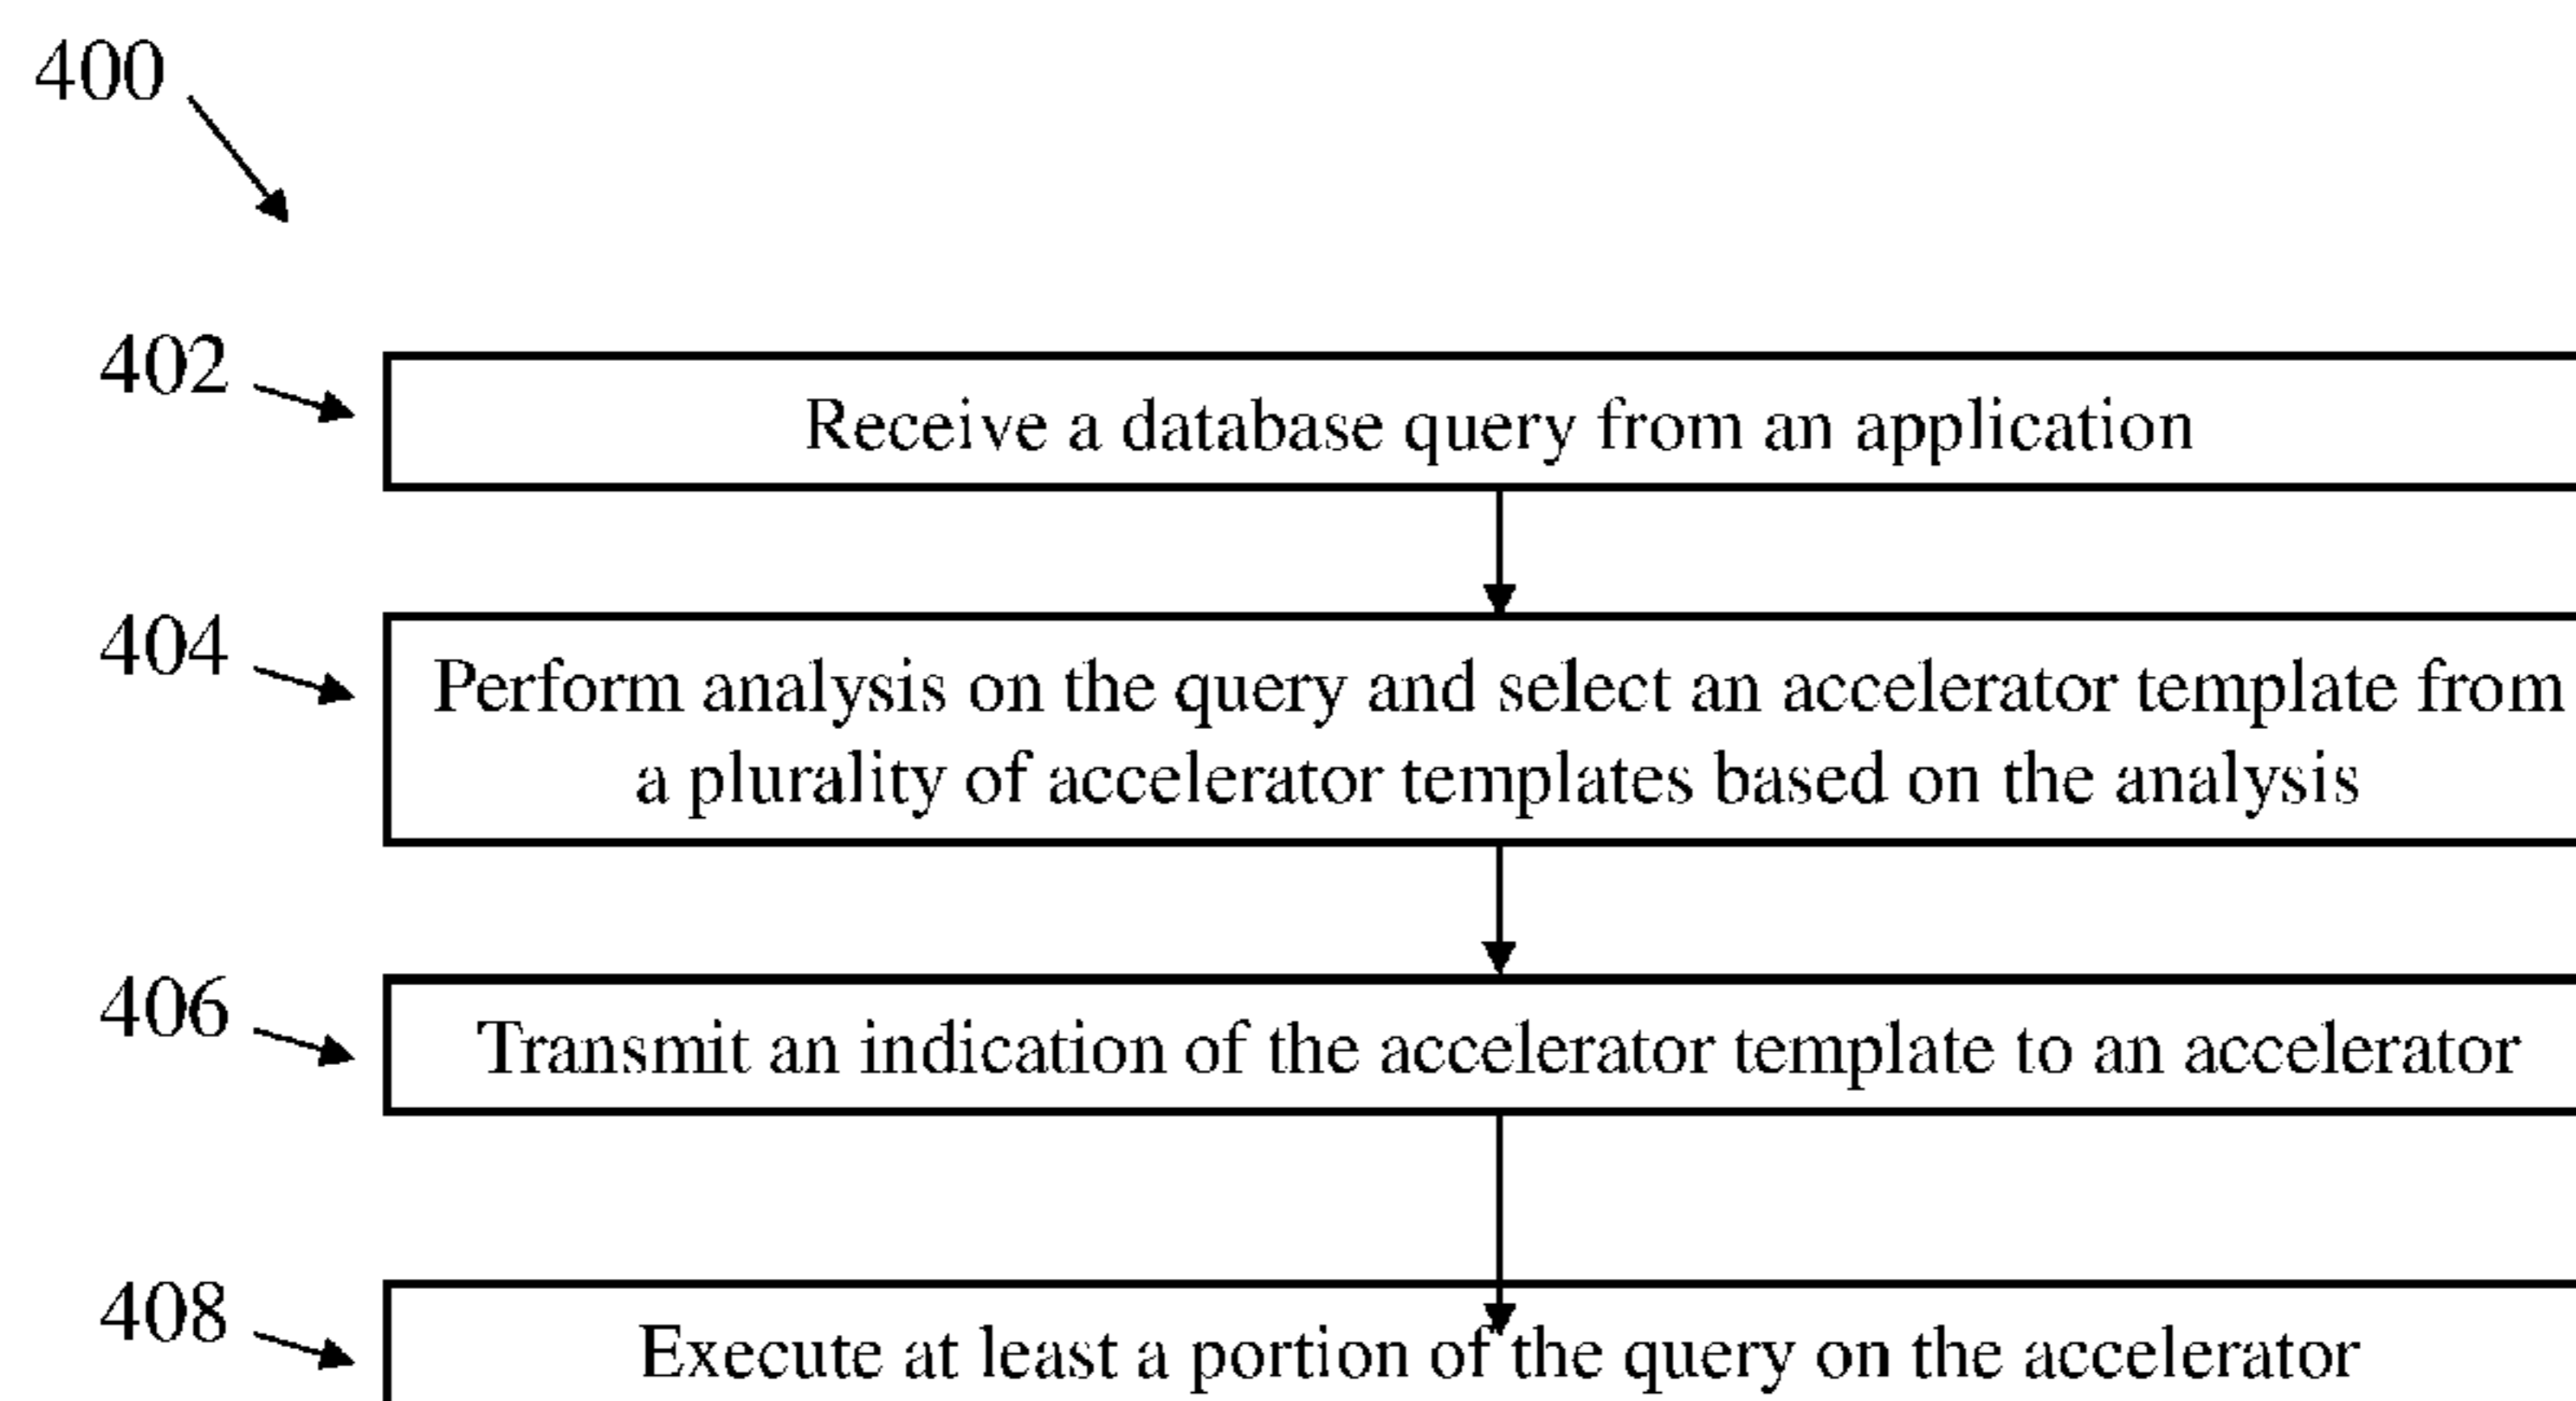 400
402
Receive a database query from an application
404
Perform analysis on the query and select an accelerator template from
a plurality of accelerator templates based on the analysis
406
Transmit an indication of the accelerator template to an accelerator
408
Execute at least a portion of the query on the accelerator